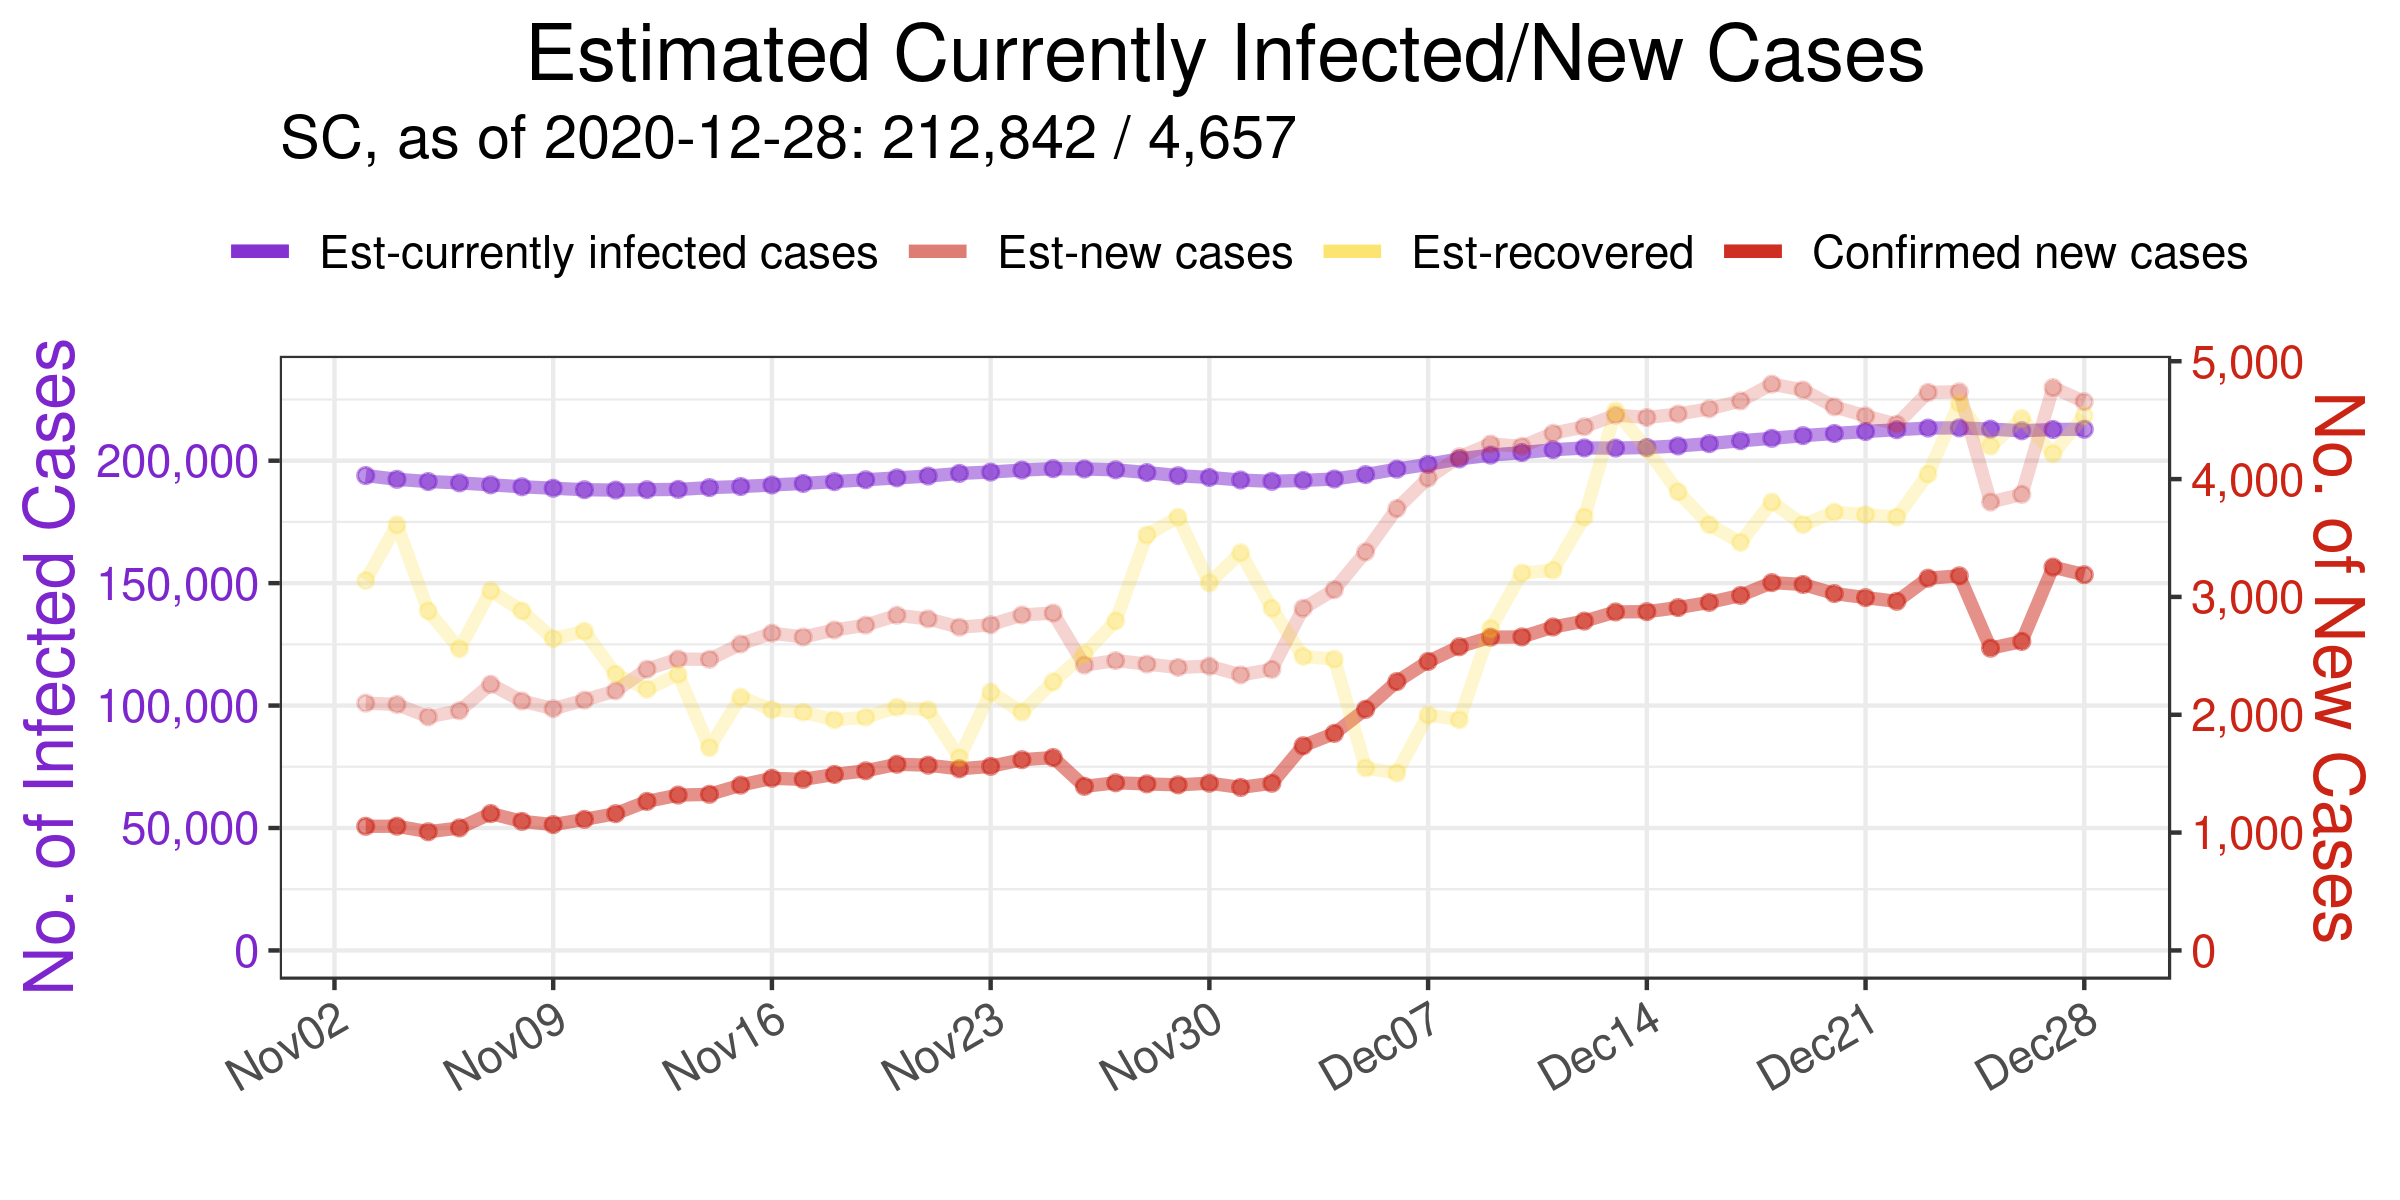 Estimated Currently Infected/New Cases
SC, as of 2020-12-28: 212,842 / 4,657
Est-currently infected cases Est-new cases Est-recovered Confirmed new cases
No. of Infected Cases
200,000
150,000
100,000
50,000
0
5,000
4,000
3,000
2,000
1,000
0
No. of New Cases
Nov02 Nov09 Nov16 Nov23 Nov30 Dec07 Dec14 Dec21 Dec28